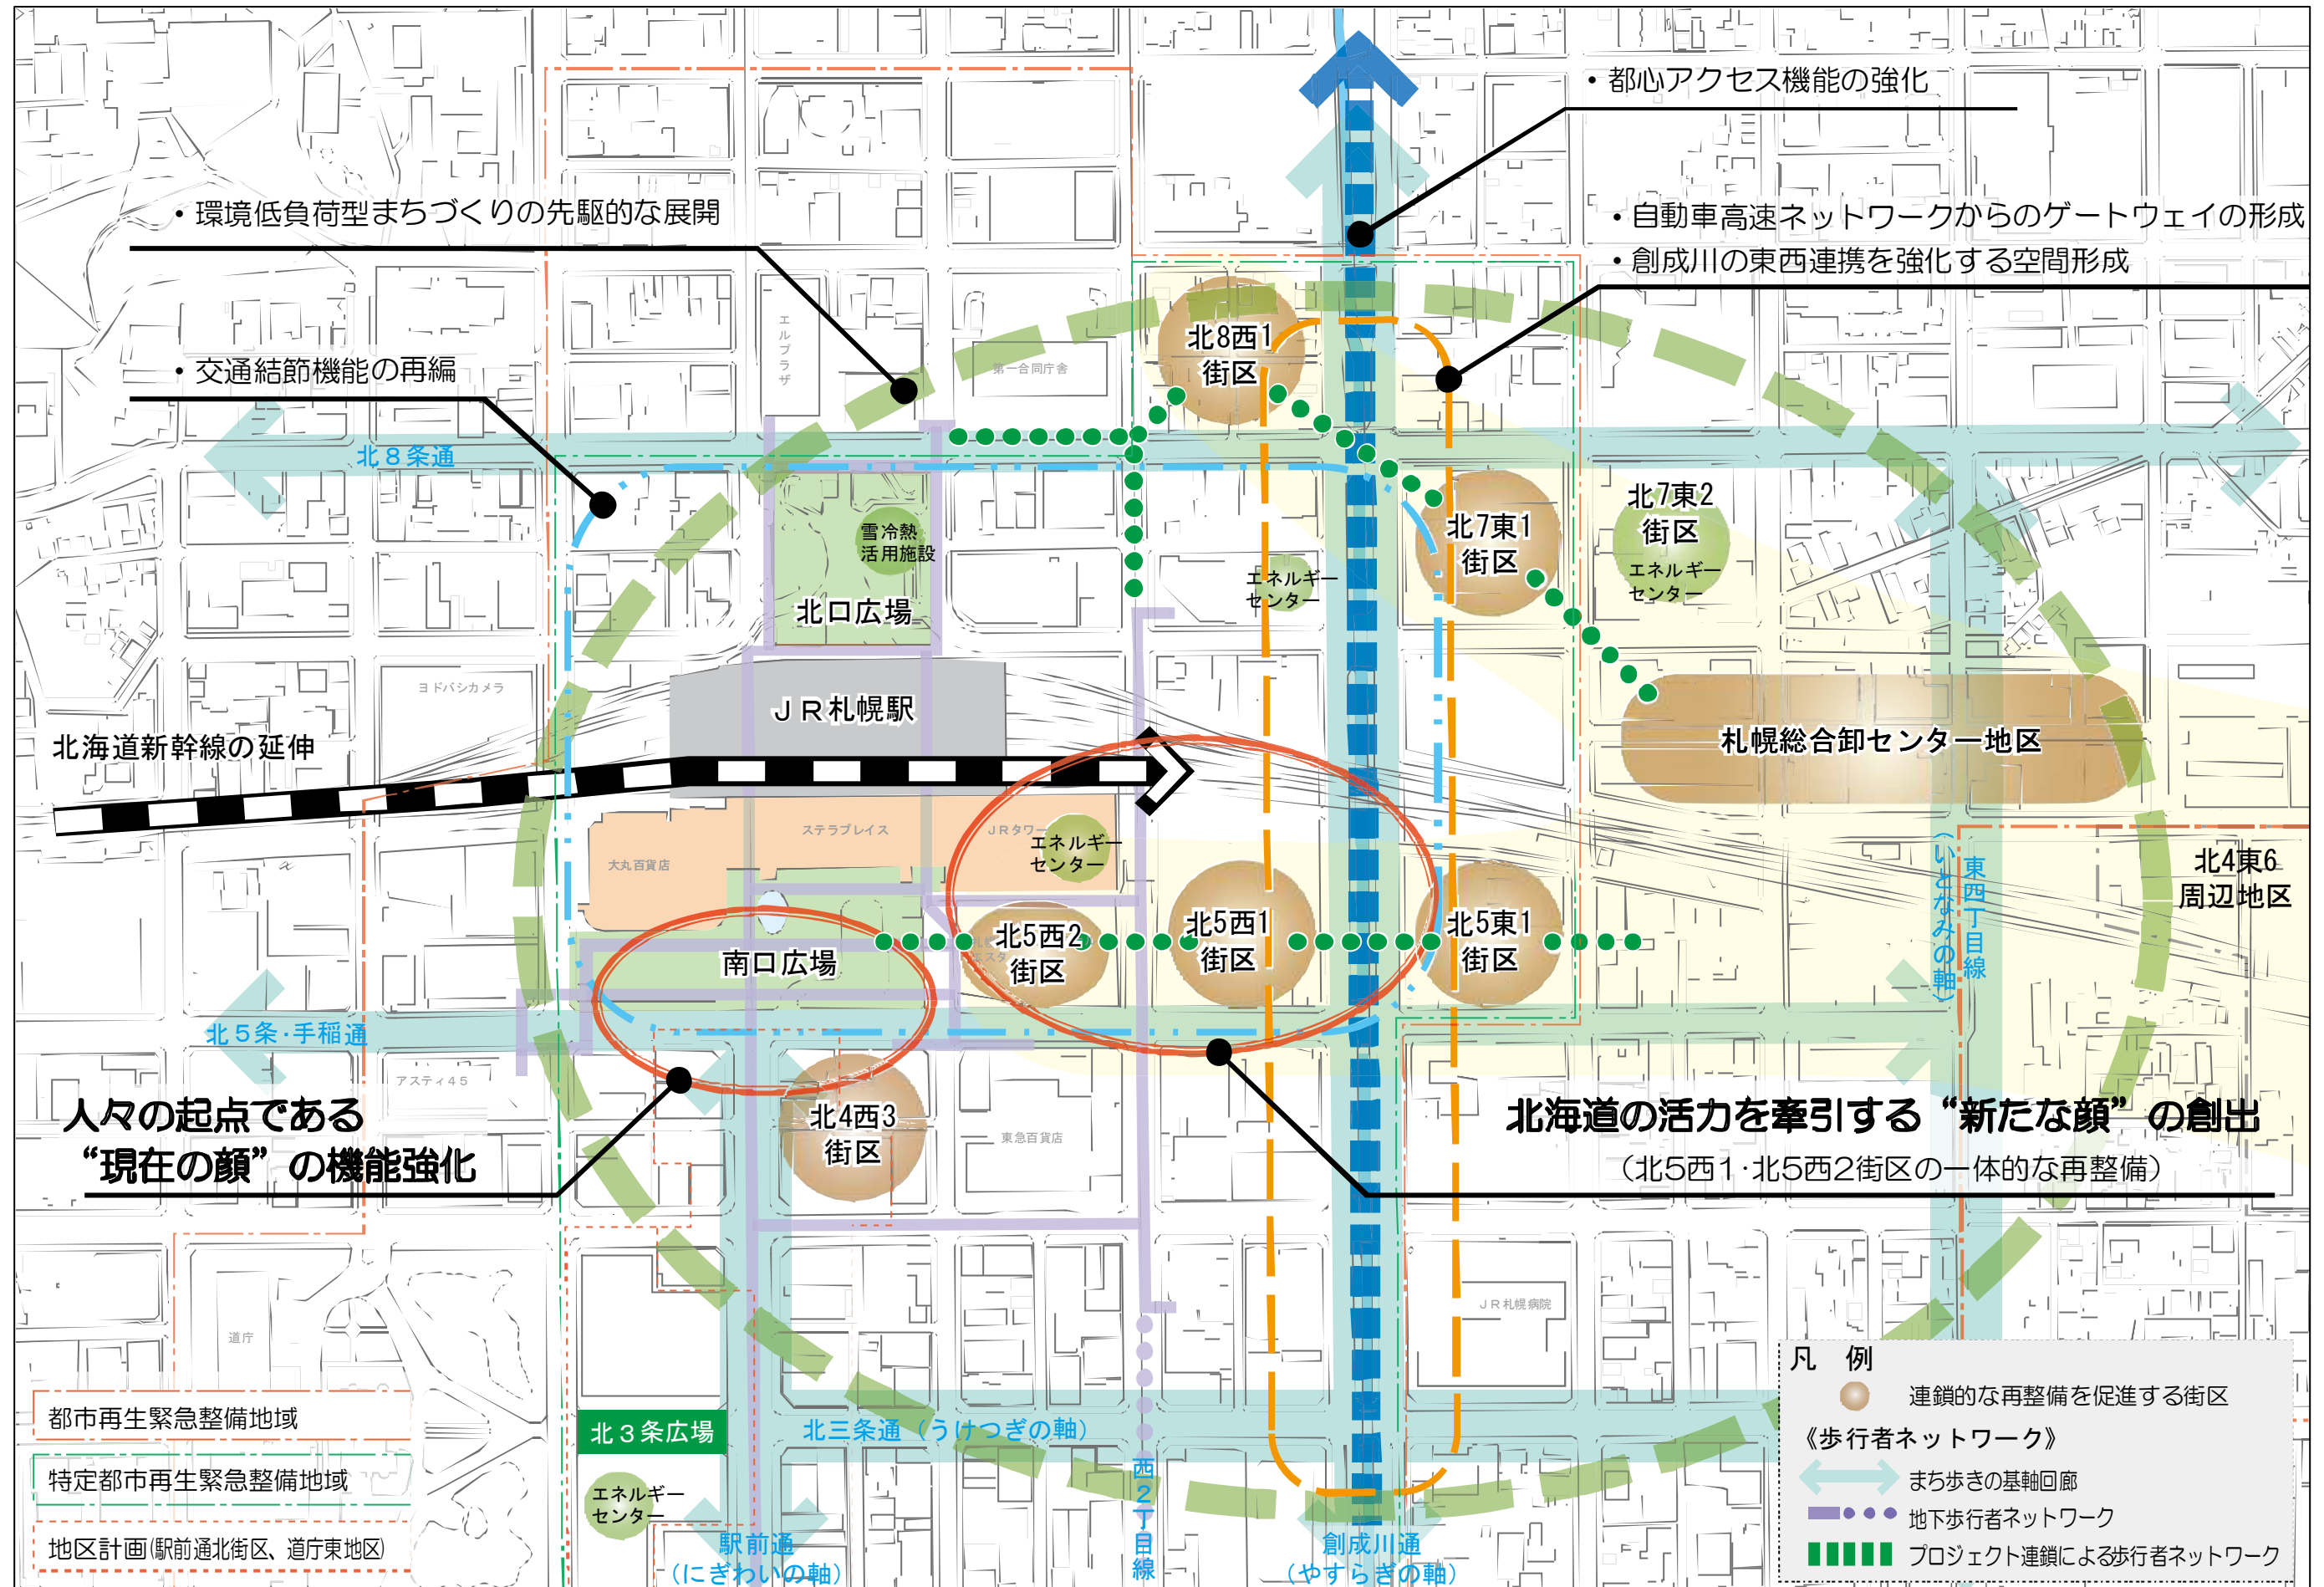 ・都心アクセス機能の強化
・環境低負荷型まちづくりの先駆的な展開
・自動車高速ネットワークからのゲートウェイの形成
・創成川の東西連携を強化する空間形成
・交通結節機能の再編
エルプラザ
第一合同庁舎
北8西1
街区
北８条通
雪冷熱
活用施設
北口広場
エネルギー
センター
北7東1
街区
北7東2
街区
エネルギー
センター
ヨドバシカメラ
ＪＲ札幌駅
北海道新幹線の延伸
札幌総合卸センター地区
大丸百貨店
ステラプレイス
ＪＲタワー
エネルギー
センター
北4東6
周辺地区
東四丁目線
（いとなみの軸）
南口広場
北5西2
街区
北5西1
街区
北5東1
街区
北５条・手稲通
アスティ４５
人々の起点である
“現在の顔”の機能強化
北4西3
街区
東急百貨店
北海道の活力を牽引する“新たな顔”の創出
（北5西1・北5西2街区の一体的な再整備）
道庁
ＪＲ札幌病院
北３条広場
北三条通（うけつぎの軸）
エネルギー
センター
駅前通
（にぎわいの軸）
西２丁目線
創成川通
（やすらぎの軸）
都市再生緊急整備地域
特定都市再生緊急整備地域
地区計画（駅前通北街区、道庁東地区）
凡　例
連鎖的な再整備を促進する街区
《歩行者ネットワーク》
まち歩きの基軸回廊
地下歩行者ネットワーク
プロジェクト連鎖による歩行者ネットワーク